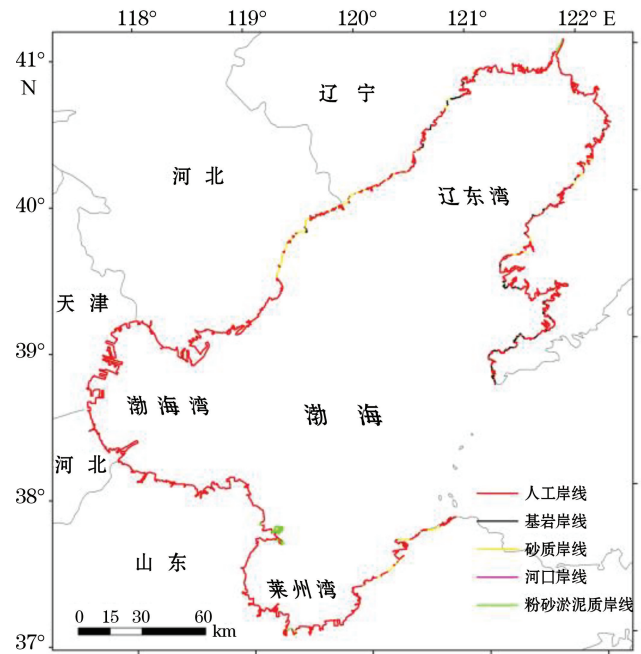 118° 119° 120° 121° 122° E
41°
N
辽 宁
河 北
40°
辽东湾
天 津
39°
渤海湾
渤 海
河 北
38°
人工岸线
基岩岸线
砂质岸线
河口岸线
粉砂淤泥质岸线
山 东
莱州湾
0 15 30 60
km
37°